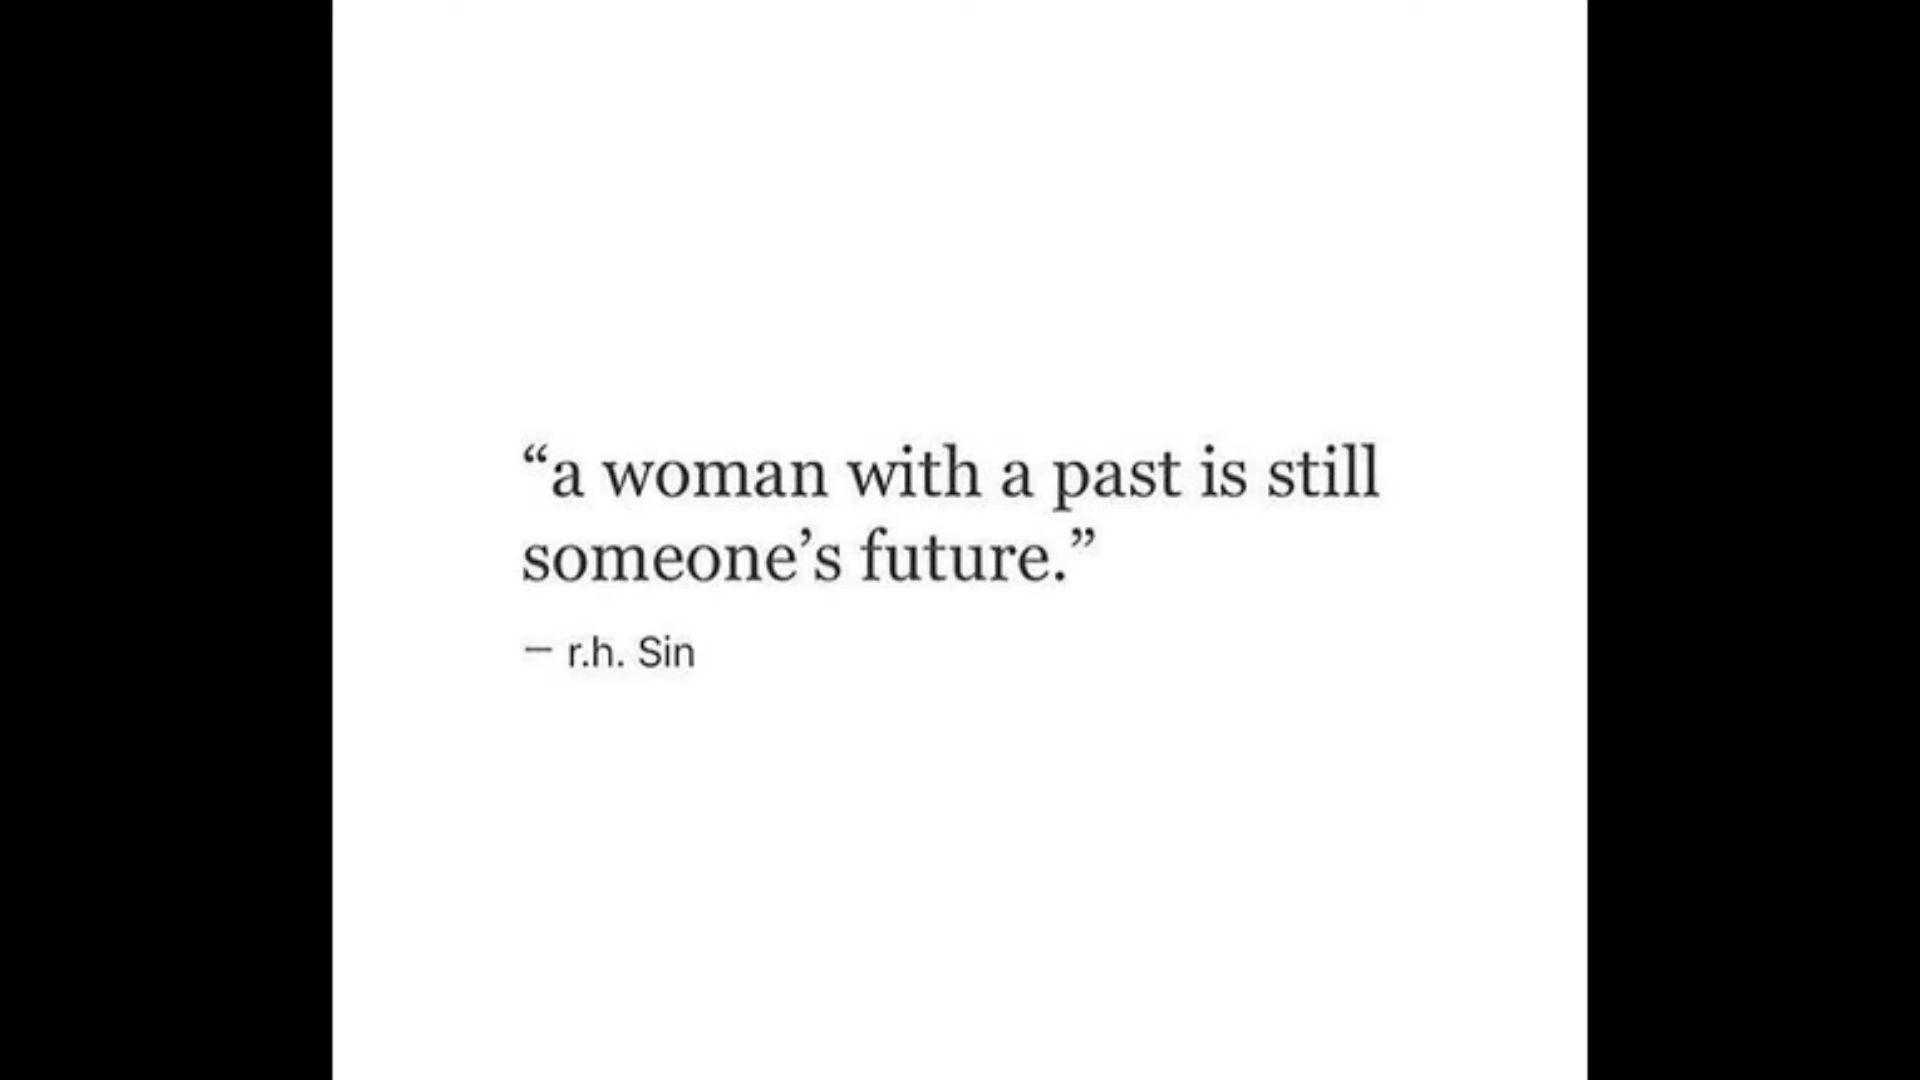 “a woman with a past is still
someone’s future.”
— r.h. Sin